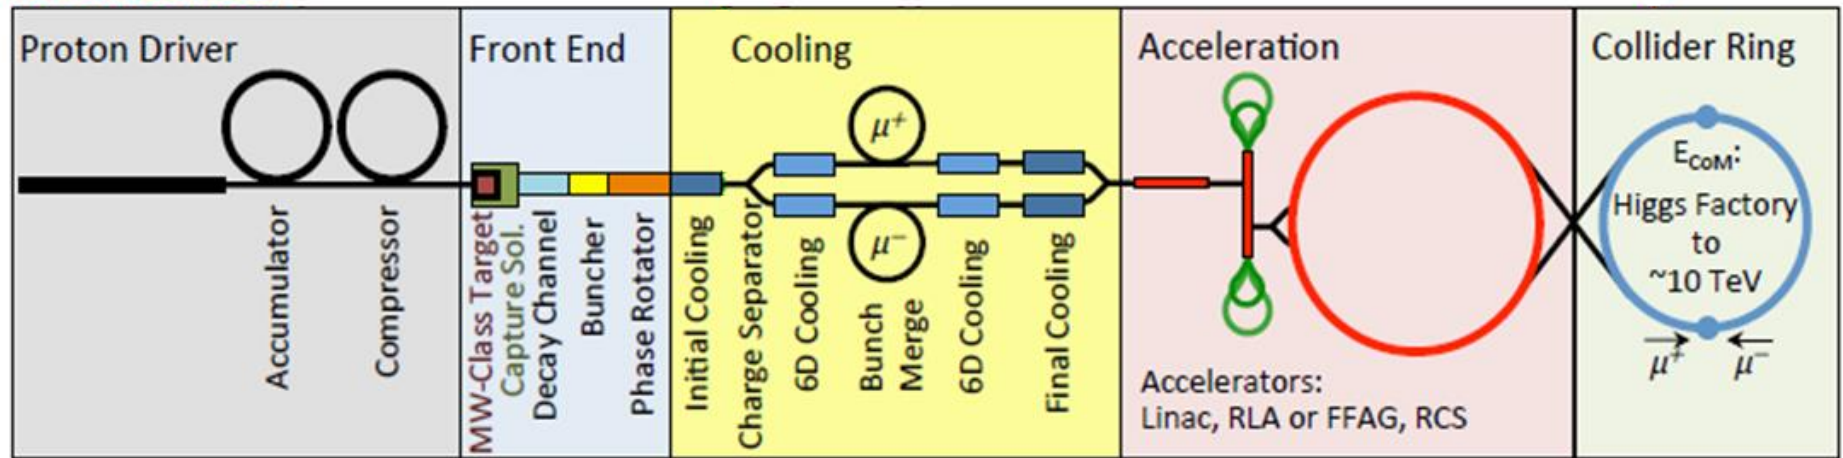 Proton Driver
Accumulator
Compressor
Front End
MW-Class Target
Capture Sol.
Decay Channel
Buncher
Phase Rotator
Cooling
μ+
μ−
Initial Cooling
Charge Separator
6D Cooling
Bunch
Merge
6D Cooling
Final Cooling
Acceleration
Accelerators:
Linac, RLA or FFAG, RCS
Collider Ring
ECoM:
Higgs Factory
to
~10 TeV
μ+ μ−